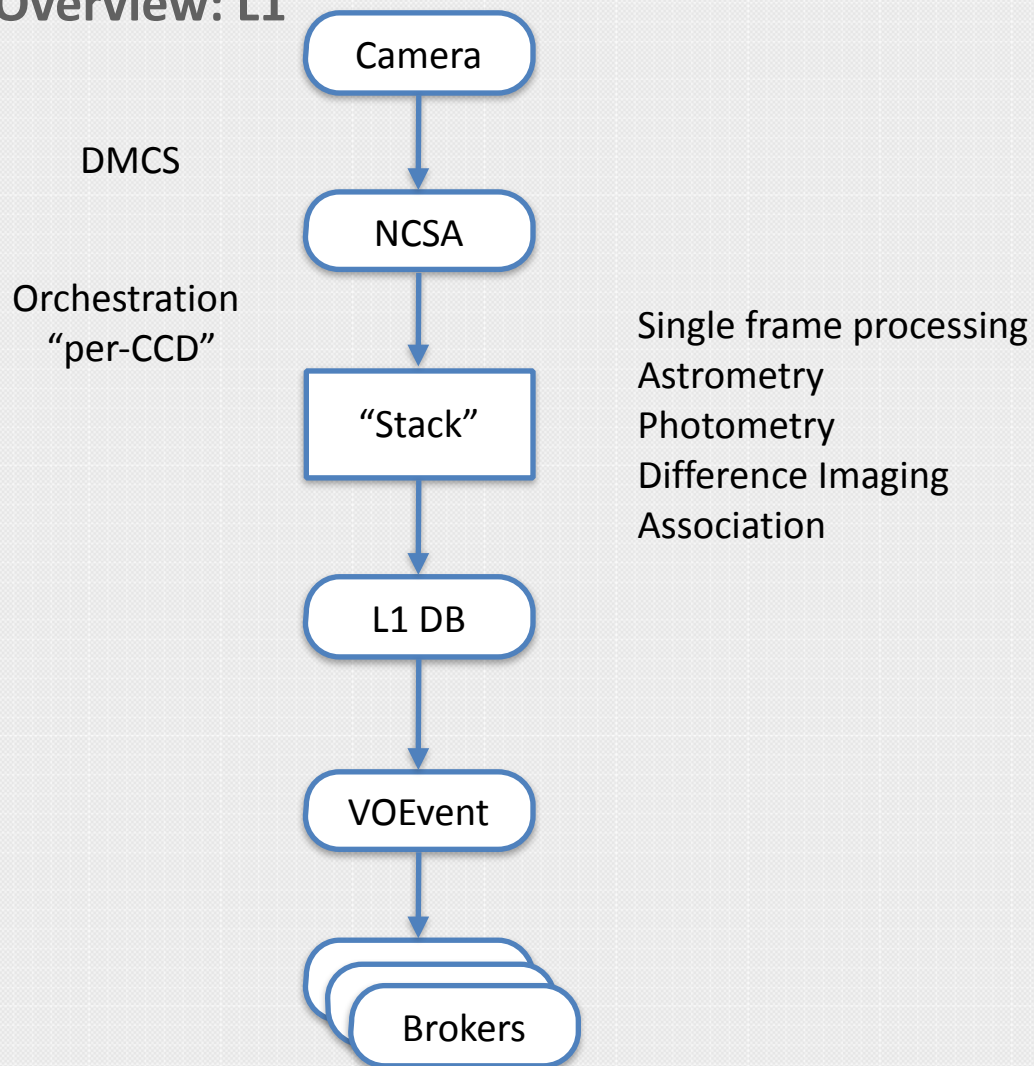 Overview: L1
Camera
DMCS
NCSA
Orchestration
“per-CCD”
“Stack”
Single frame processing
Astrometry
Photometry
Difference Imaging
Association
L1 DB
VOEvent
Brokers